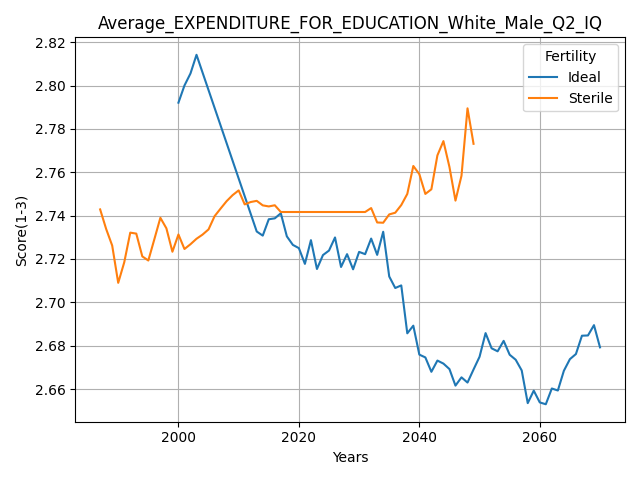 Average_EXPENDITURE_FOR_EDUCATION_White_Male_Q2_IQ
Fertility
Ideal
Sterile
Score(1-3)
2.82
2.80
2.78
2.76
2.74
2.72
2.70
2.68
2.66
2000
2020
2040
2060
Years